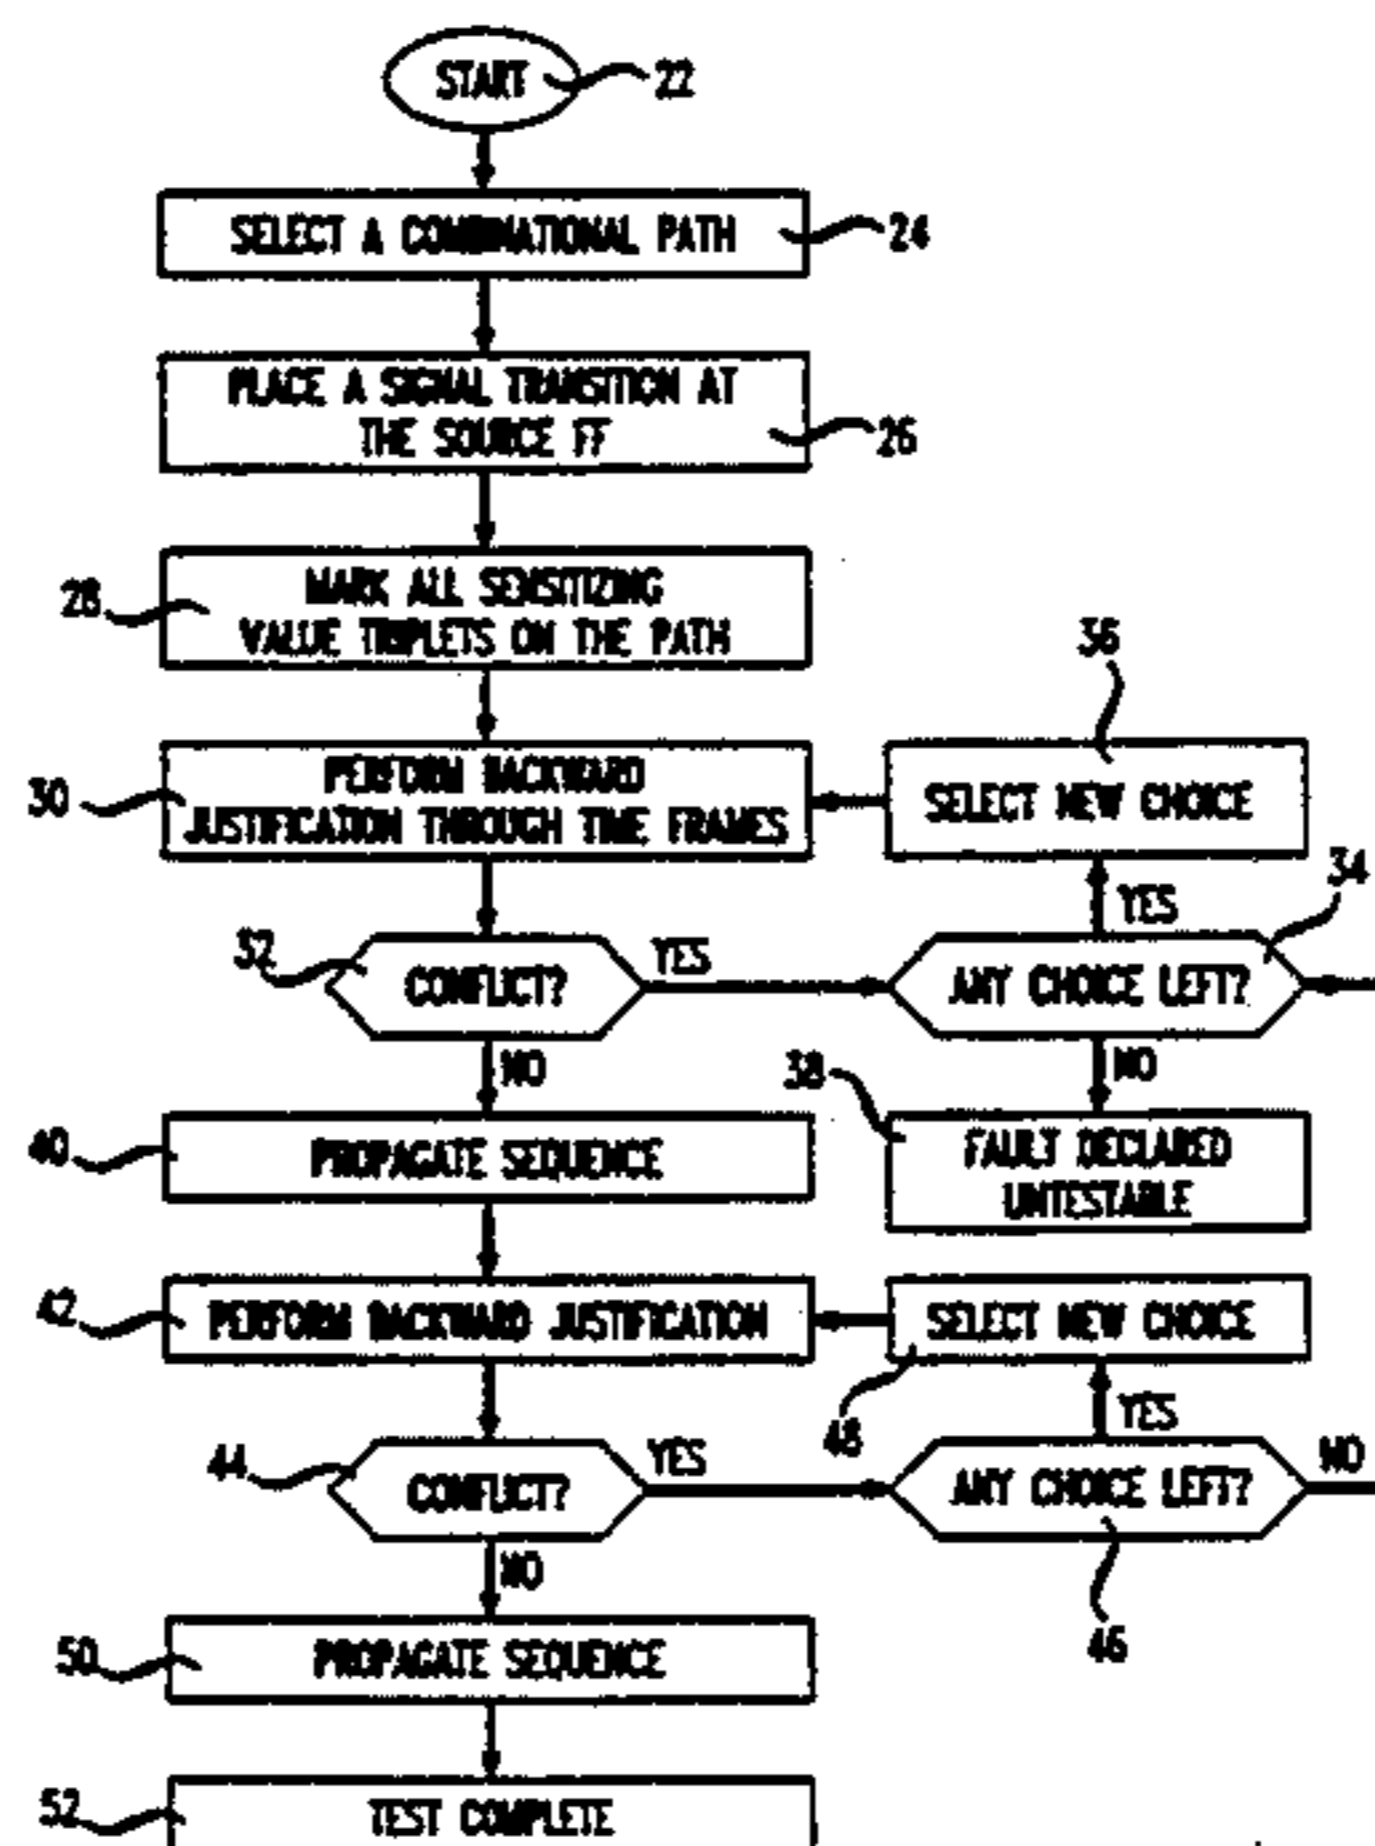 START
22
SELECT A COMBINATIONAL PATH
24
PLACE A SIGNAL TRANSITION AT
THE SOURCE FF
26
28
MARK ALL SENSITIZING
VALUE TRIPLETS ON THE PATH
36
30
PERFORM BACKWARD
JUSTIFICATION THROUGH TIME FRAMES
SELECT NEW CHOICE
YES
34
32
CONFLICT?
YES
ANY CHOICE LEFT?
NO
NO
38
40
PROPAGATE SEQUENCE
FAULT DECLARED
UNTESTABLE
42
PERFORM BACKWARD JUSTIFICATION
SELECT NEW CHOICE
48
YES
44
CONFLICT?
YES
ANY CHOICE LEFT?
NO
NO
46
50
PROPAGATE SEQUENCE
52
TEST COMPLETE